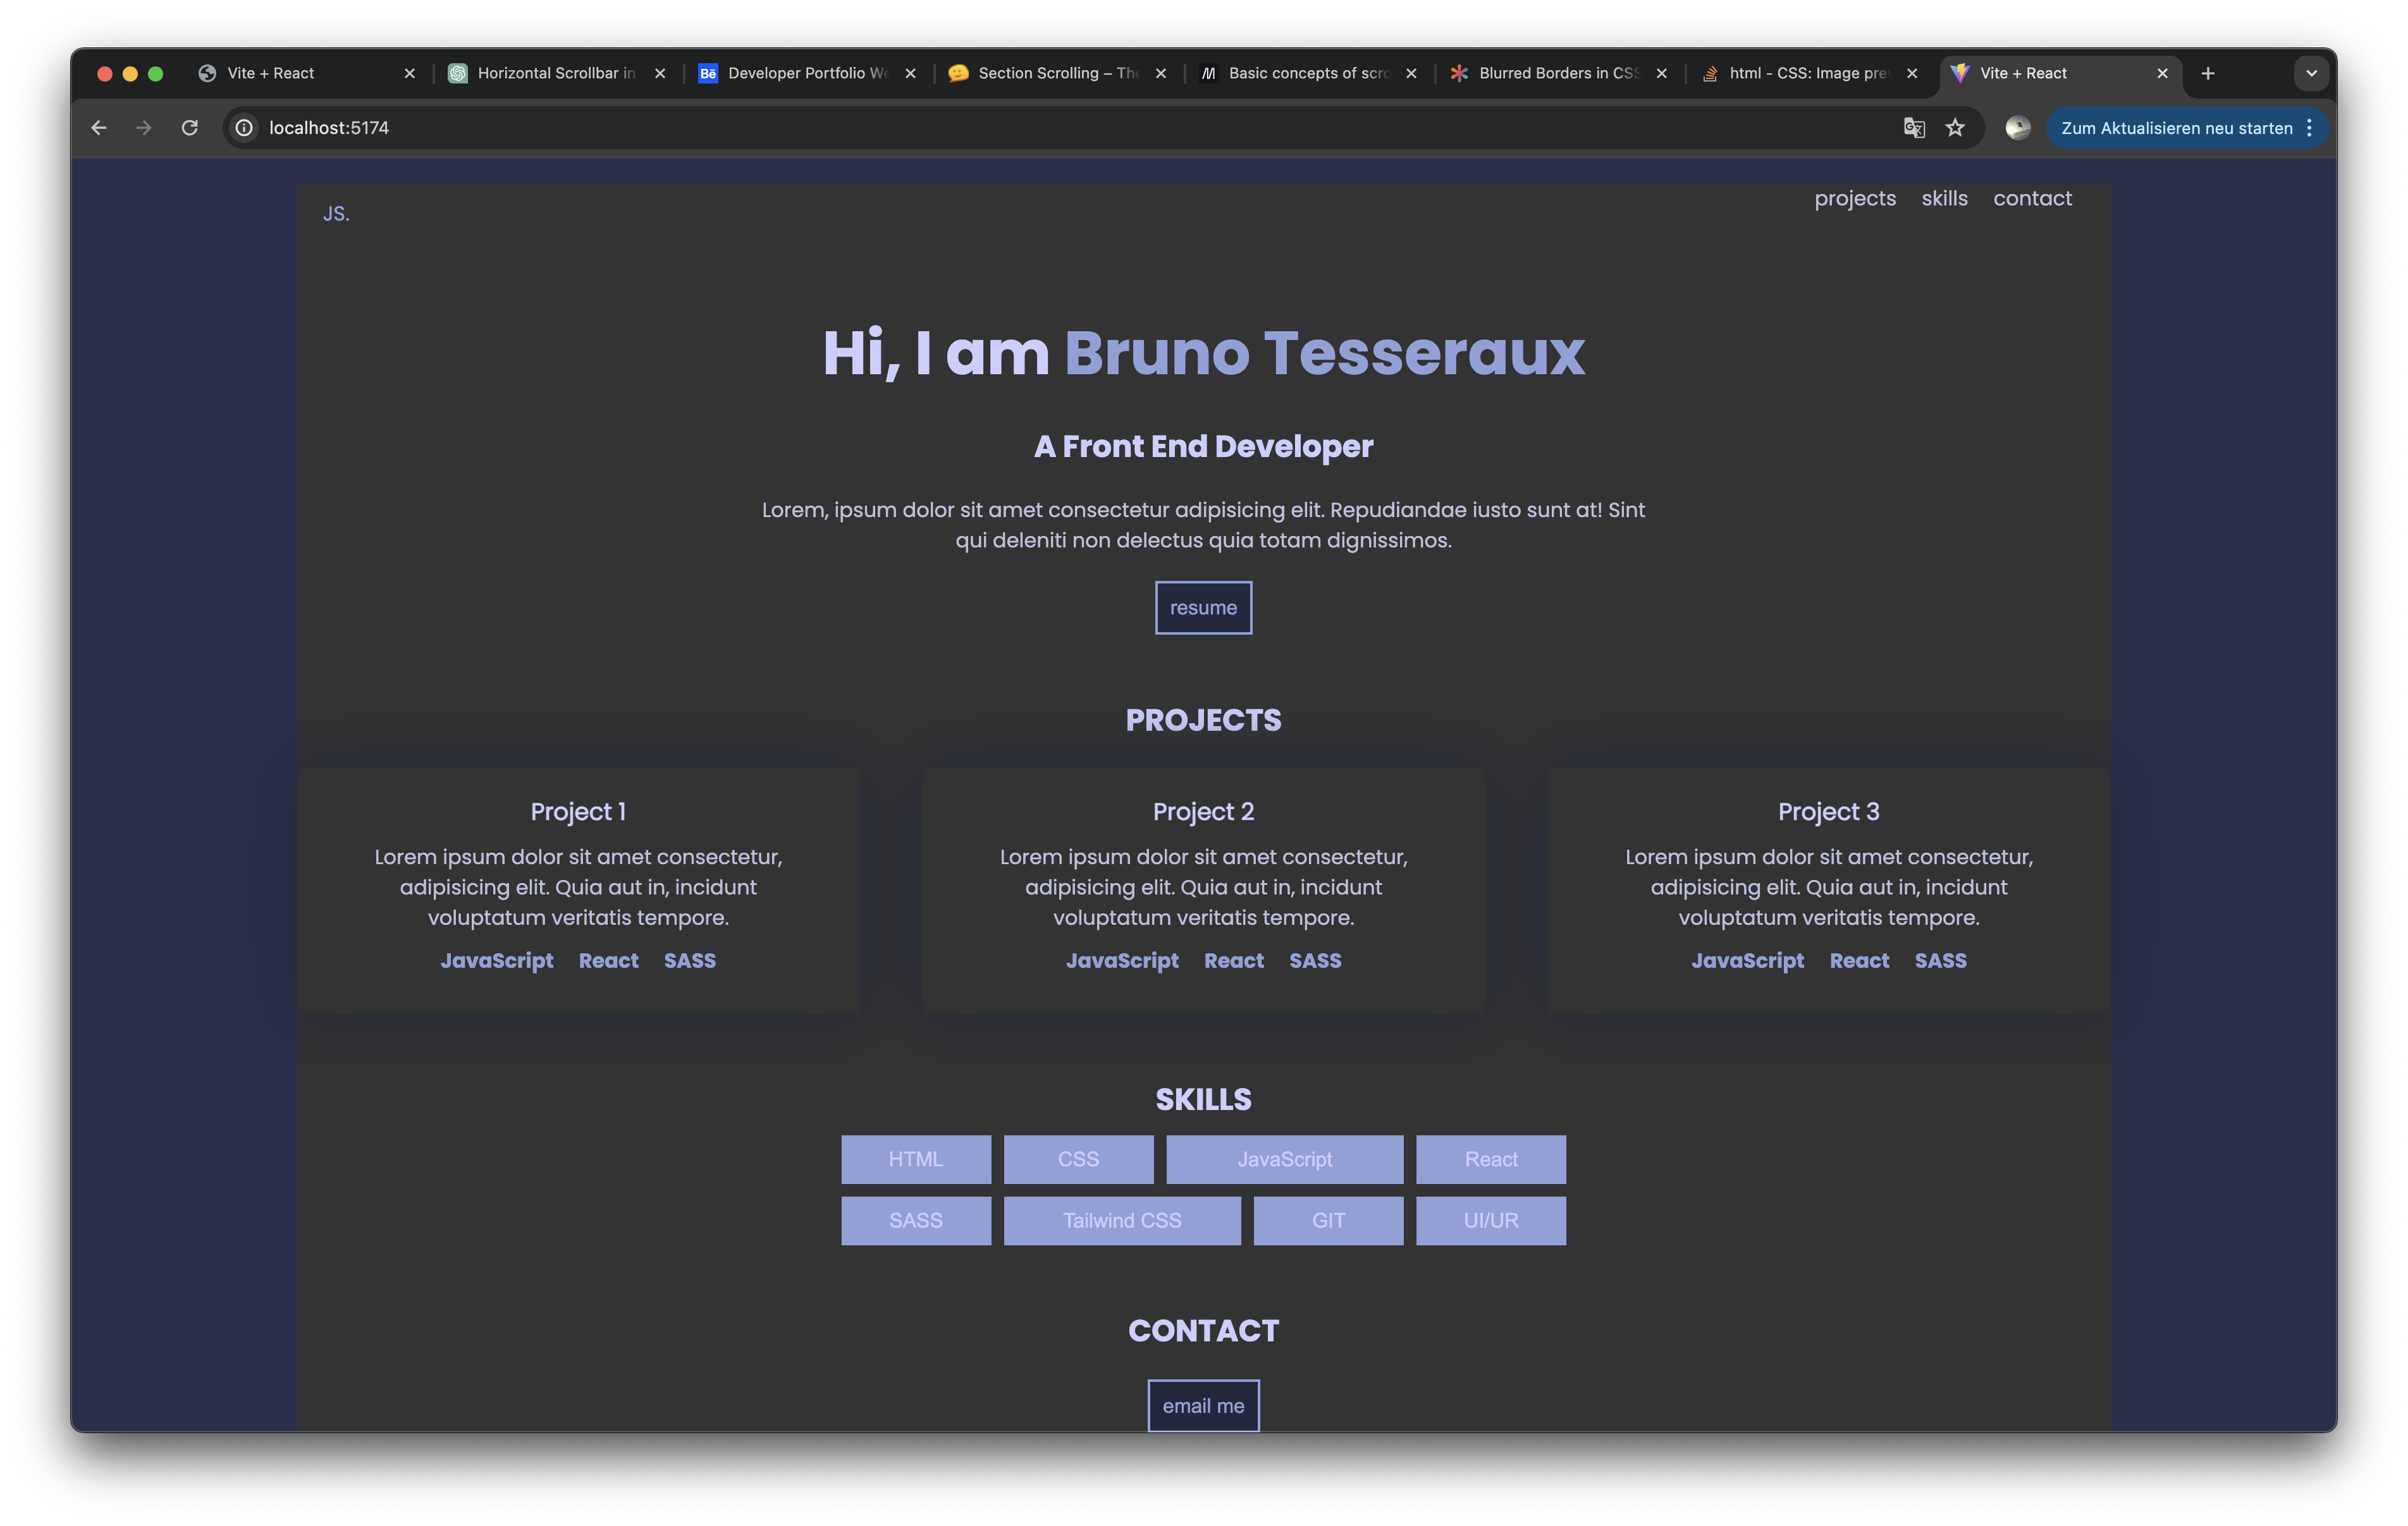 Vite + React
Horizontal Scrollbar in
Bē
Developer Portfolio We
Section Scrolling – The
Basic concepts of scro
Blurred Borders in CSS
html - CSS: Image prev
Vite + React
localhost:5174
Zum Aktualisieren neu starten
JS.
projects skills contact
Hi, I am Bruno Tesseraux
A Front End Developer
Lorem, ipsum dolor sit amet consectetur adipisicing elit. Repudiandae iusto sunt at! Sint
qui deleniti non delectus quia totam dignissimos.
resume
PROJECTS
Project 1
Lorem ipsum dolor sit amet consectetur,
adipisicing elit. Quia aut in, incidunt
voluptatum veritatis tempore.
JavaScript React SASS
Project 2
Lorem ipsum dolor sit amet consectetur,
adipisicing elit. Quia aut in, incidunt
voluptatum veritatis tempore.
JavaScript React SASS
Project 3
Lorem ipsum dolor sit amet consectetur,
adipisicing elit. Quia aut in, incidunt
voluptatum veritatis tempore.
JavaScript React SASS
SKILLS
HTML CSS JavaScript React
SASS Tailwind CSS GIT UI/UR
CONTACT
email me